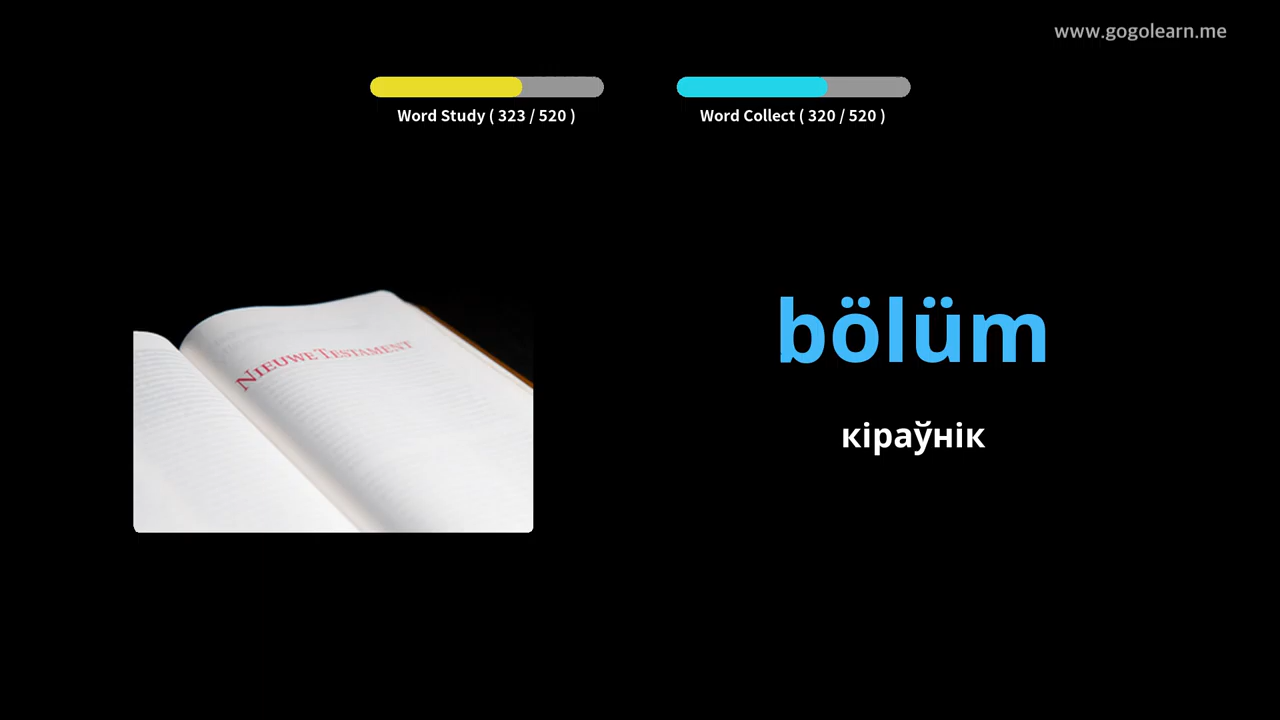 www.gogolearn.me
Word Study ( 323 / 520 )
Word Collect ( 320 / 520 )
NIEUWE TESTAMENT
bölüm
кіраўнік